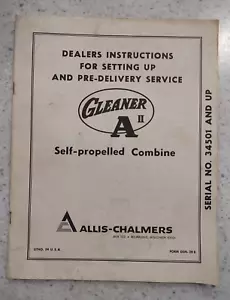 DEALERS INSTRUCTIONS
FOR SETTING UP
AND PRE-DELIVERY SERVICE
GLEANER
A II
Self-propelled Combine
SERIAL NO. 34501 AND UP
ALLIS-CHALMERS
U.S.A.
FORM